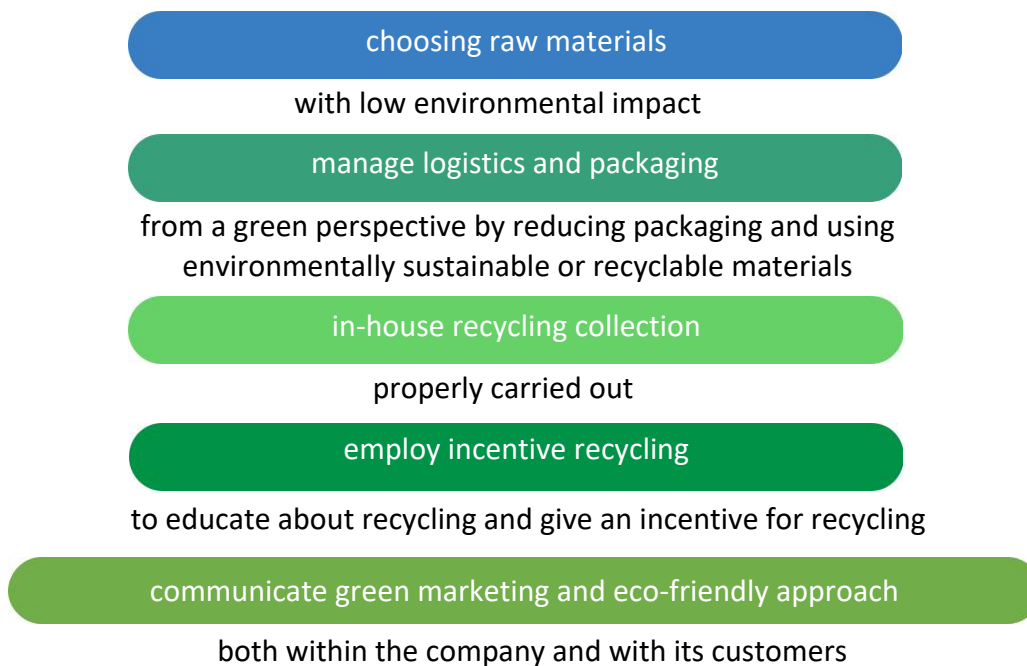 choosing raw materials
with low environmental impact
manage logistics and packaging
from a green perspective by reducing packaging and using
environmentally sustainable or recyclable materials
in-house recycling collection
properly carried out
employ incentive recycling
to educate about recycling and give an incentive for recycling
communicate green marketing and eco-friendly approach
both within the company and with its customers